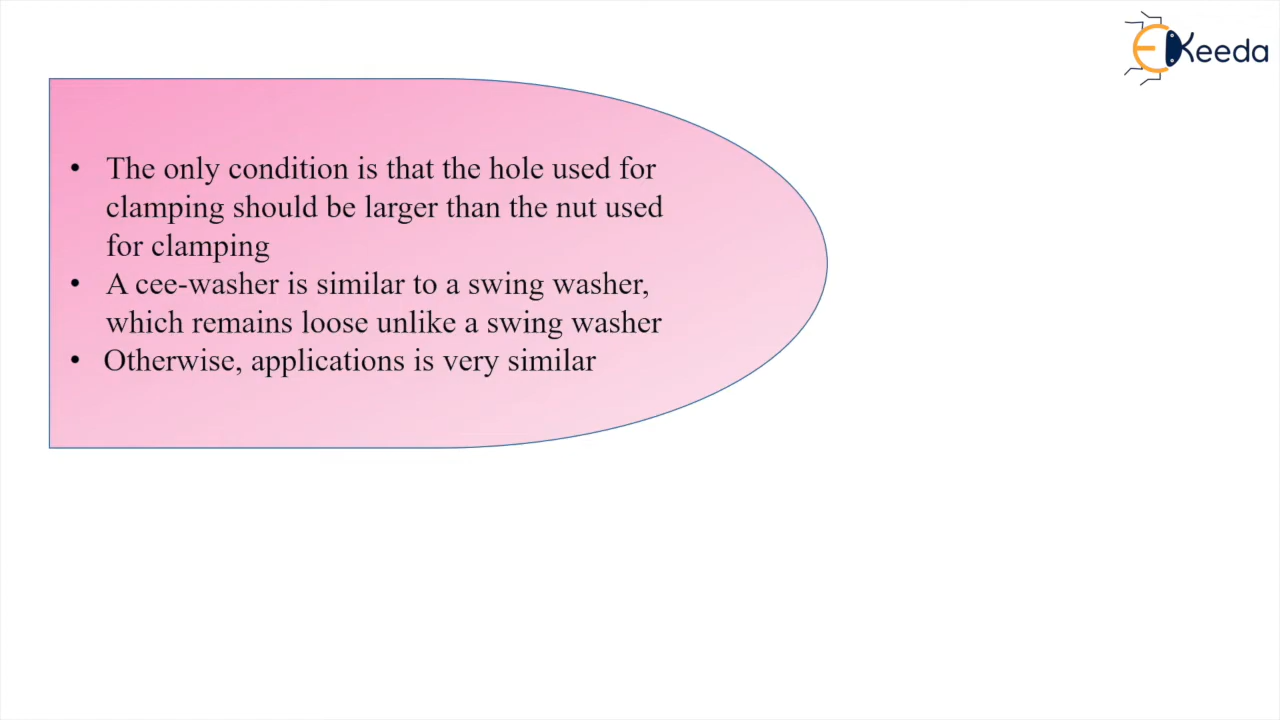 EKeeda
• The only condition is that the hole used for
clamping should be larger than the nut used
for clamping
• A cee-washer is similar to a swing washer,
which remains loose unlike a swing washer
• Otherwise, applications is very similar